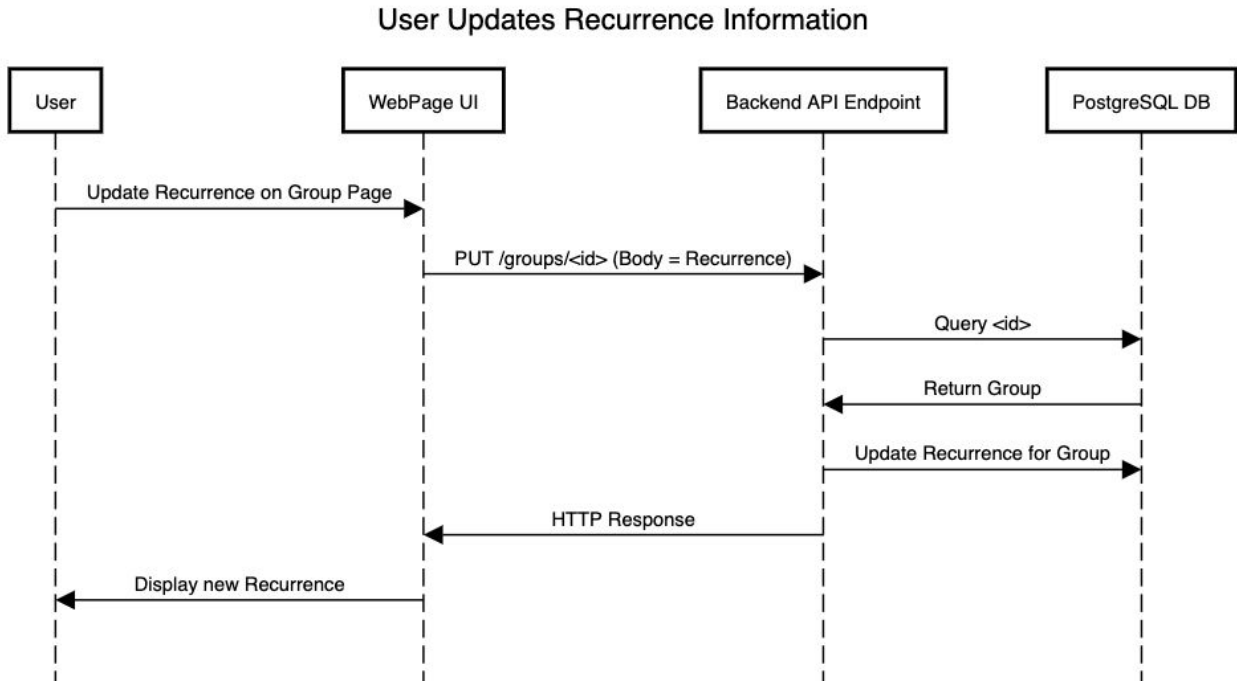 User Updates Recurrence Information
User
WebPage UI
Backend API Endpoint
PostgreSQL DB
Update Recurrence on Group Page
PUT /groups/<id> (Body = Recurrence)
Query <id>
Return Group
Update Recurrence for Group
HTTP Response
Display new Recurrence